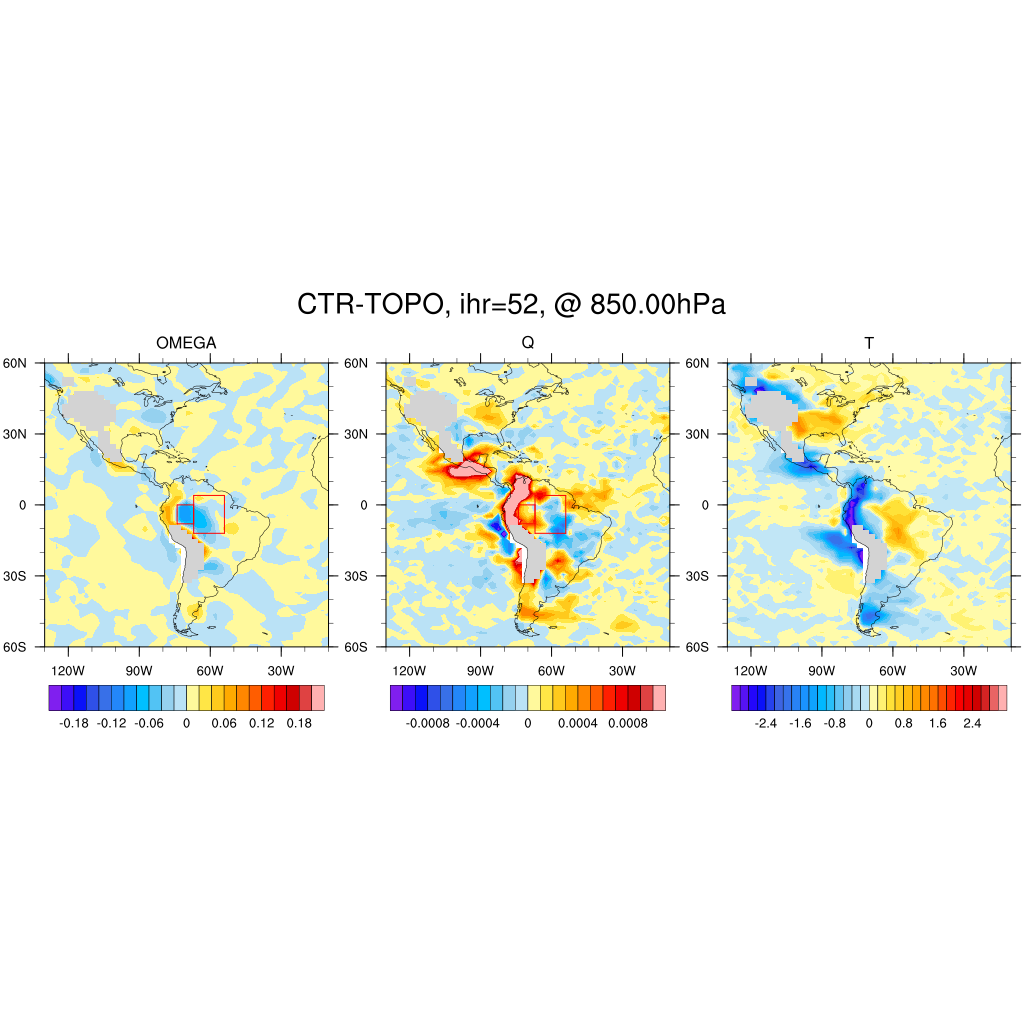 CTR-TOPO, ihr=52, @ 850.00hPa
OMEGA Q T
60N 60N 60N
30N 30N 30N
0 0 0
30S 30S 30S
60S 60S 60S
120W 90W 60W 30W 120W 90W 60W 30W 120W 90W 60W 30W
-0.18 -0.12 -0.06 0 0.06 0.12 0.18 -0.0008 -0.0004 0 0.0004 0.0008 -2.4 -1.6 -0.8 0 0.8 1.6 2.4